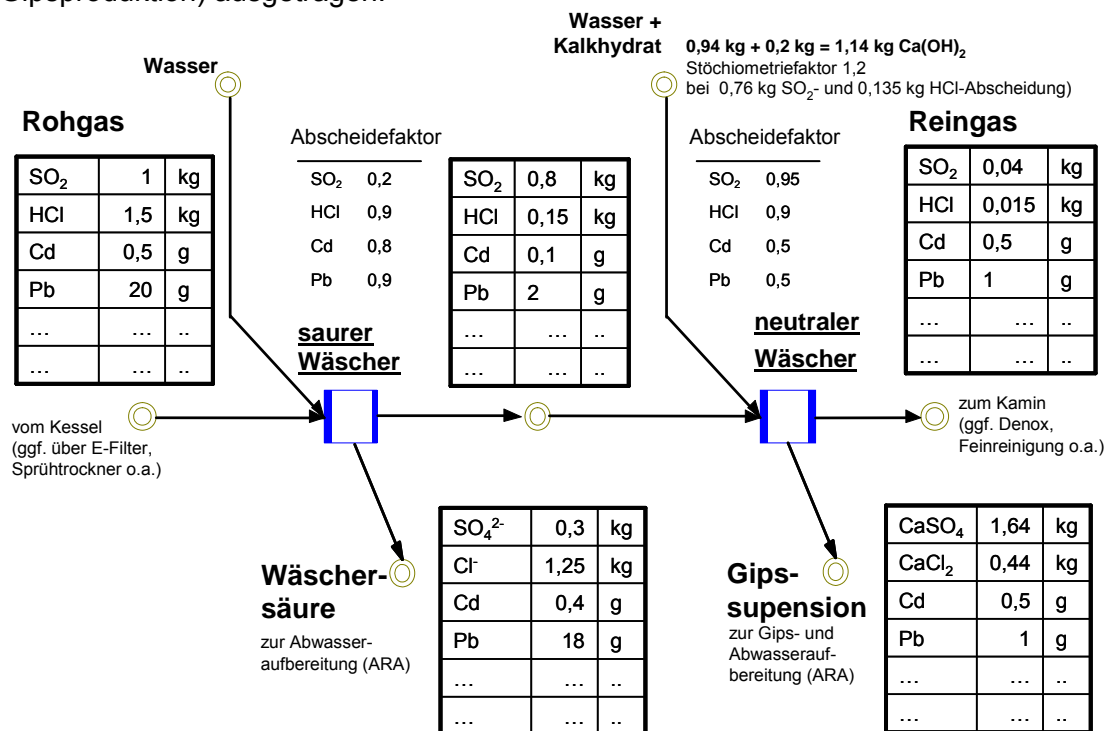 Gipsproduktion) ausgetragen.
Wasser
Wasser +
Kalkhydrat
0,94 kg + 0,2 kg = 1,14 kg Ca(OH)₂
Stöchiometriefaktor 1,2
bei 0,76 kg SO₂- und 0,135 kg HCl-Abscheidung)
Rohgas
SO₂ 1 kg
HCl 1,5 kg
Cd 0,5 g
Pb 20 g
... ... ..
... ... ..
Abscheidefaktor
SO₂ 0,2
HCl 0,9
Cd 0,8
Pb 0,9
saurer
Wäscher
SO₂ 0,8 kg
HCl 0,15 kg
Cd 0,1 g
Pb 2 g
... ... ..
... ... ..
Abscheidefaktor
SO₂ 0,95
HCl 0,9
Cd 0,5
Pb 0,5
neutraler
Wäscher
Reingas
SO₂ 0,04 kg
HCl 0,015 kg
Cd 0,5 g
Pb 1 g
... ... ..
... ... ..
vom Kessel
(ggf. über E-Filter,
Sprühtrockner o.a.)
zum Kamin
(ggf. Denox,
Feinreinigung o.a.)
Wäscher-
säure
zur Abwasser-
aufbereitung (ARA)
SO₄²⁻ 0,3 kg
Cl⁻ 1,25 kg
Cd 0,4 g
Pb 18 g
... ... ..
... ... ..
Gips-
supension
zur Gips- und
Abwasserauf-
bereitung (ARA)
CaSO₄ 1,64 kg
CaCl₂ 0,44 kg
Cd 0,5 g
Pb 1 g
... ... ..
... ... ..